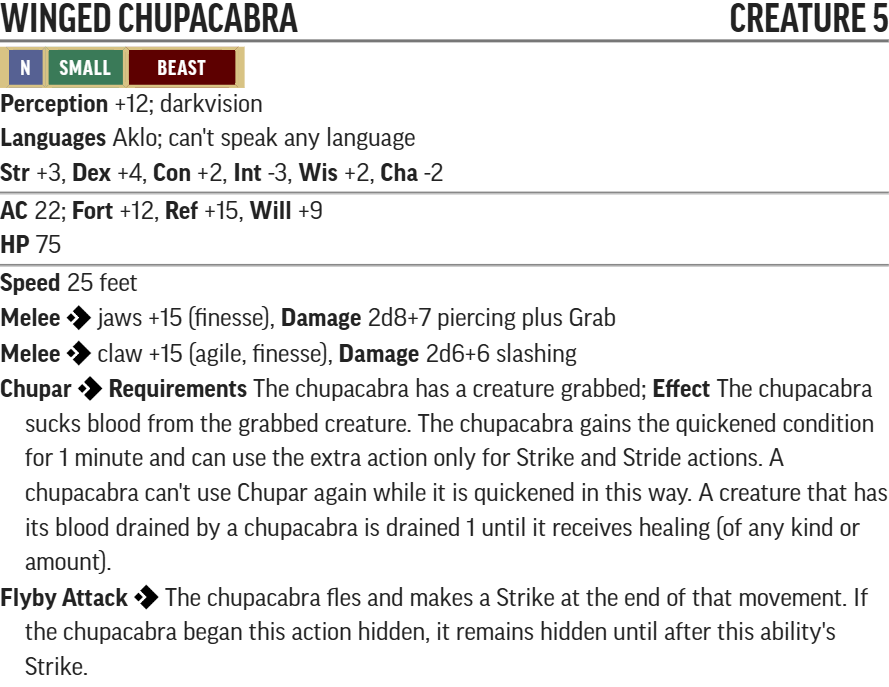 WINGED CHUPACABRA CREATURE 5
N SMALL BEAST
Perception +12; darkvision
Languages Aklo; can't speak any language
Str +3, Dex +4, Con +2, Int -3, Wis +2, Cha -2
AC 22; Fort +12, Ref +15, Will +9
HP 75
Speed 25 feet
Melee jaws +15 (finesse), Damage 2d8+7 piercing plus Grab
Melee claw +15 (agile, finesse), Damage 2d6+6 slashing
Chupar Requirements The chupacabra has a creature grabbed; Effect The chupacabra
sucks blood from the grabbed creature. The chupacabra gains the quickened condition
for 1 minute and can use the extra action only for Strike and Stride actions. A
chupacabra can't use Chupar again while it is quickened in this way. A creature that has
its blood drained by a chupacabra is drained 1 until it receives healing (of any kind or
amount).
Flyby Attack The chupacabra fles and makes a Strike at the end of that movement. If
the chupacabra began this action hidden, it remains hidden until after this ability's
Strike.